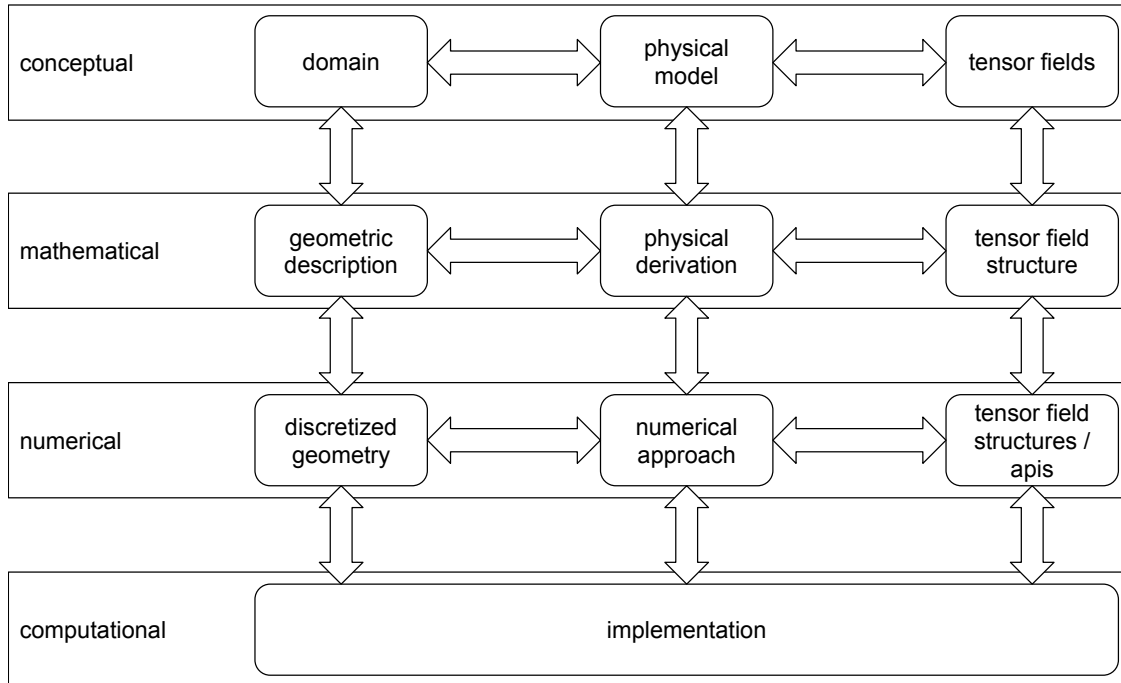 conceptual
domain
physical
model
tensor fields
mathematical
geometric
description
physical
derivation
tensor field
structure
numerical
discretized
geometry
numerical
approach
tensor field
structures /
apis
computational
implementation